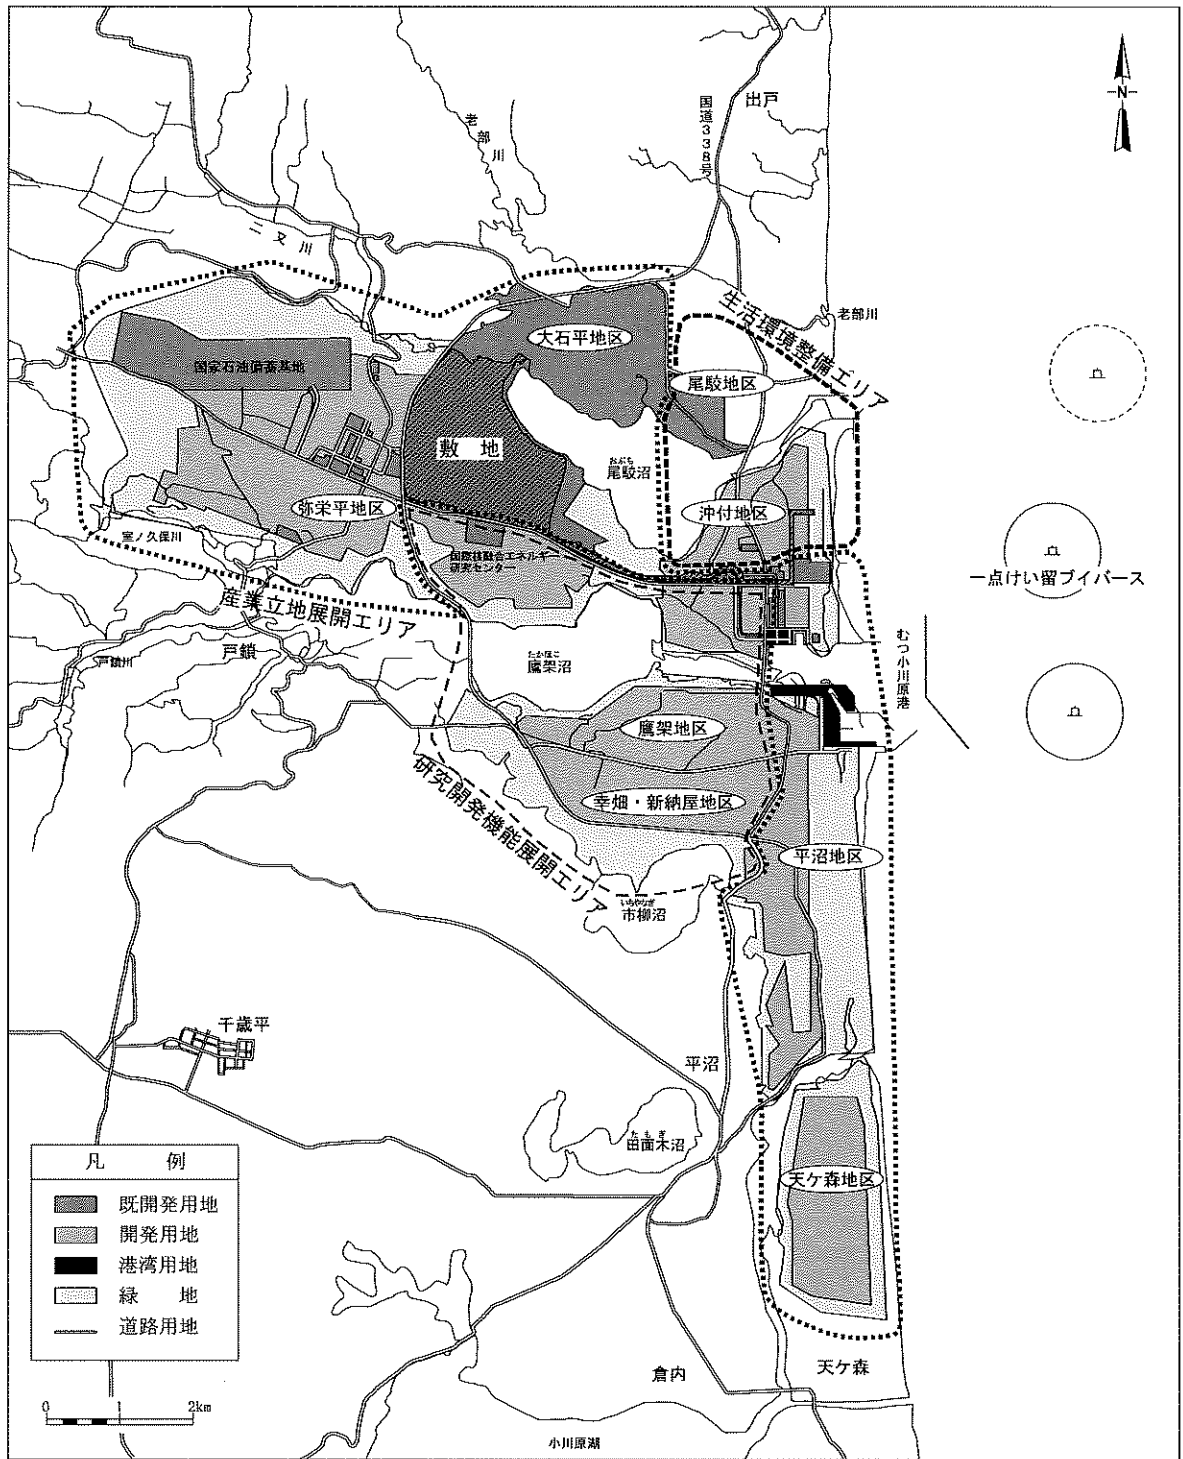 出戸
国道338号
老部川
N
二又川
生活環境整備エリア
老部川
大石平地区
国家石油備蓄基地
尾駮地区
敷 地
おぶち
尾駮沼
弥栄平地区
沖付地区
室ノ久保川
国際核融合エネルギー
研究センター
一点けい留ブイバース
産業立地展開エリア
戸鎖
戸鎖川
たかほこ
鷹架沼
むつ小川原港
鷹架地区
研究開発機能展開エリア
幸畑・新納屋地区
平沼地区
いちやなぎ
市柳沼
千歳平
平沼
たもぎ
田面木沼
天ケ森地区
凡 例
既開発用地
開発用地
港湾用地
緑 地
道路用地
倉内
天ケ森
0 1 2km
小川原湖